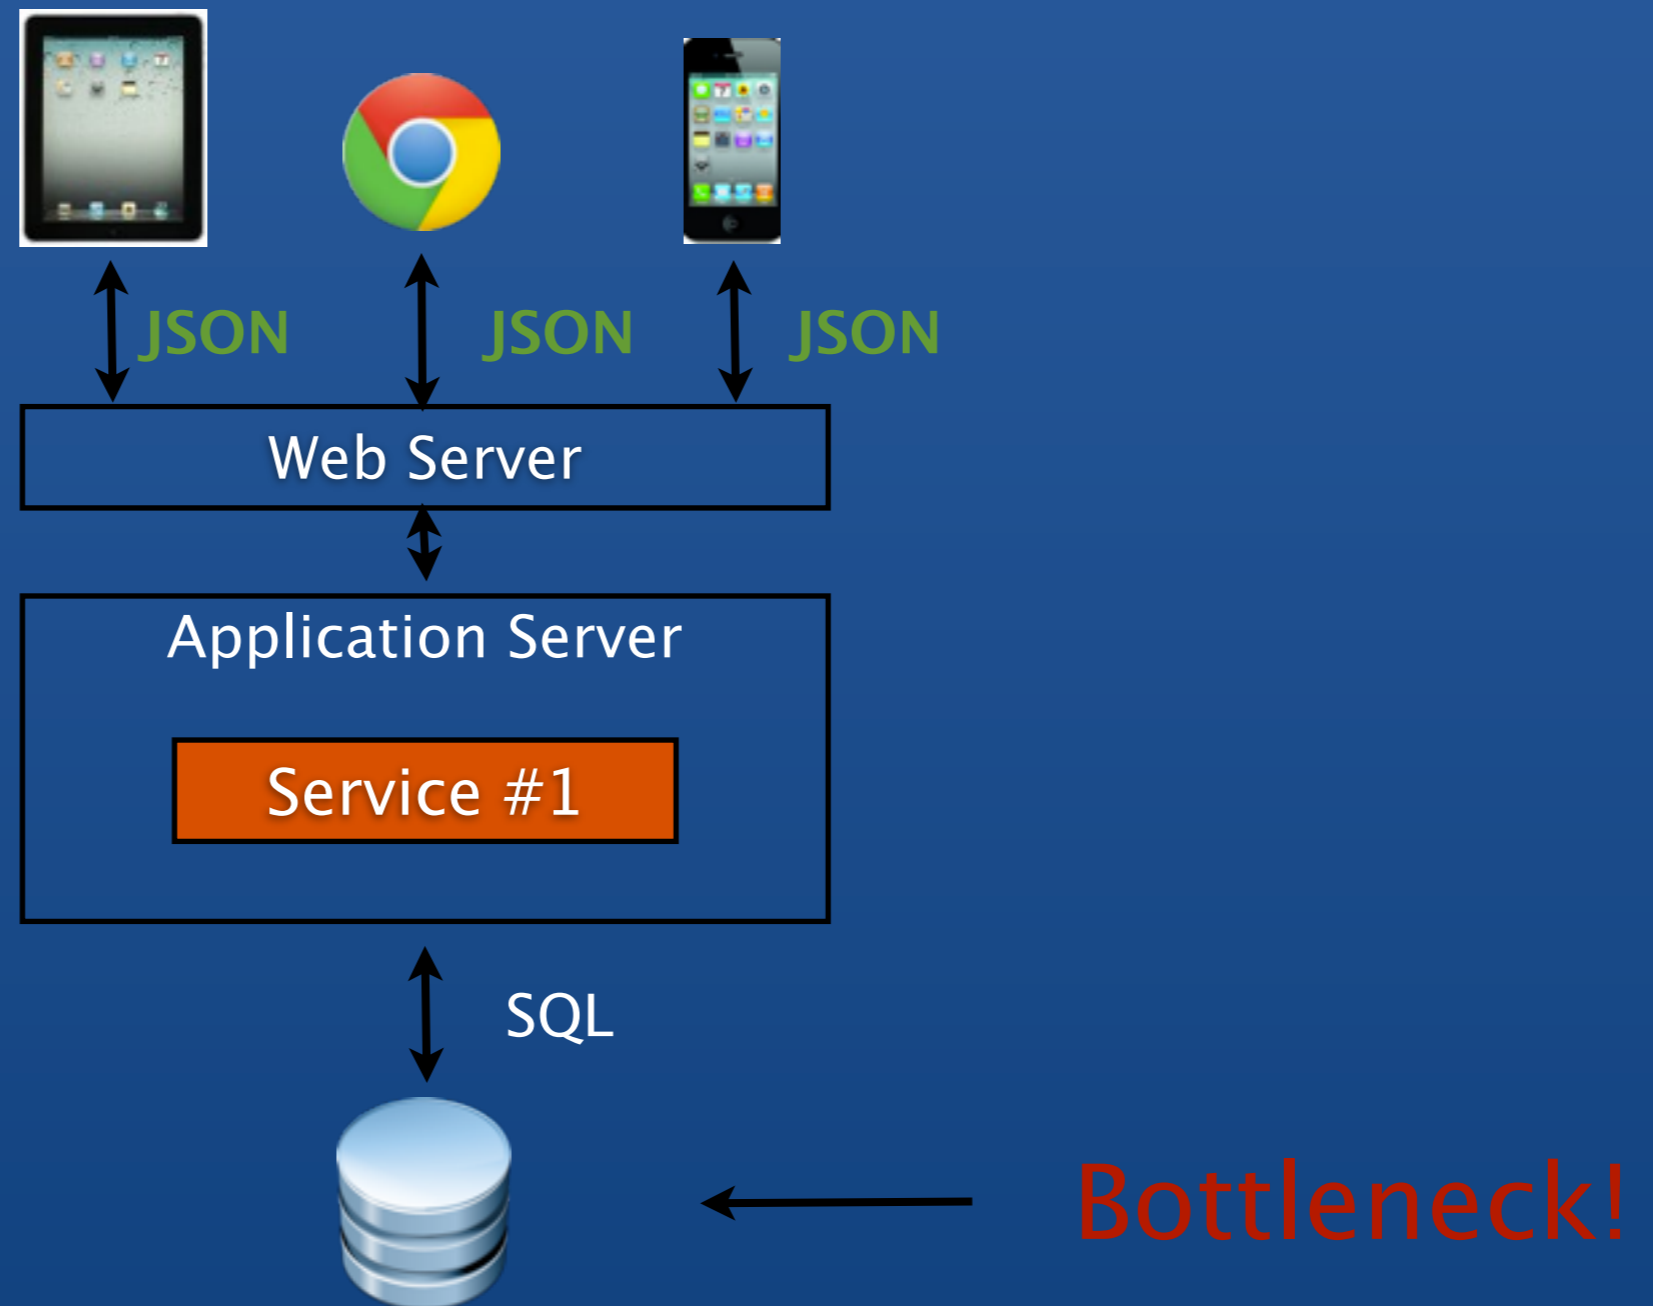 JSON
JSON
JSON
Web Server
Application Server
Service #1
SQL
Bottleneck!